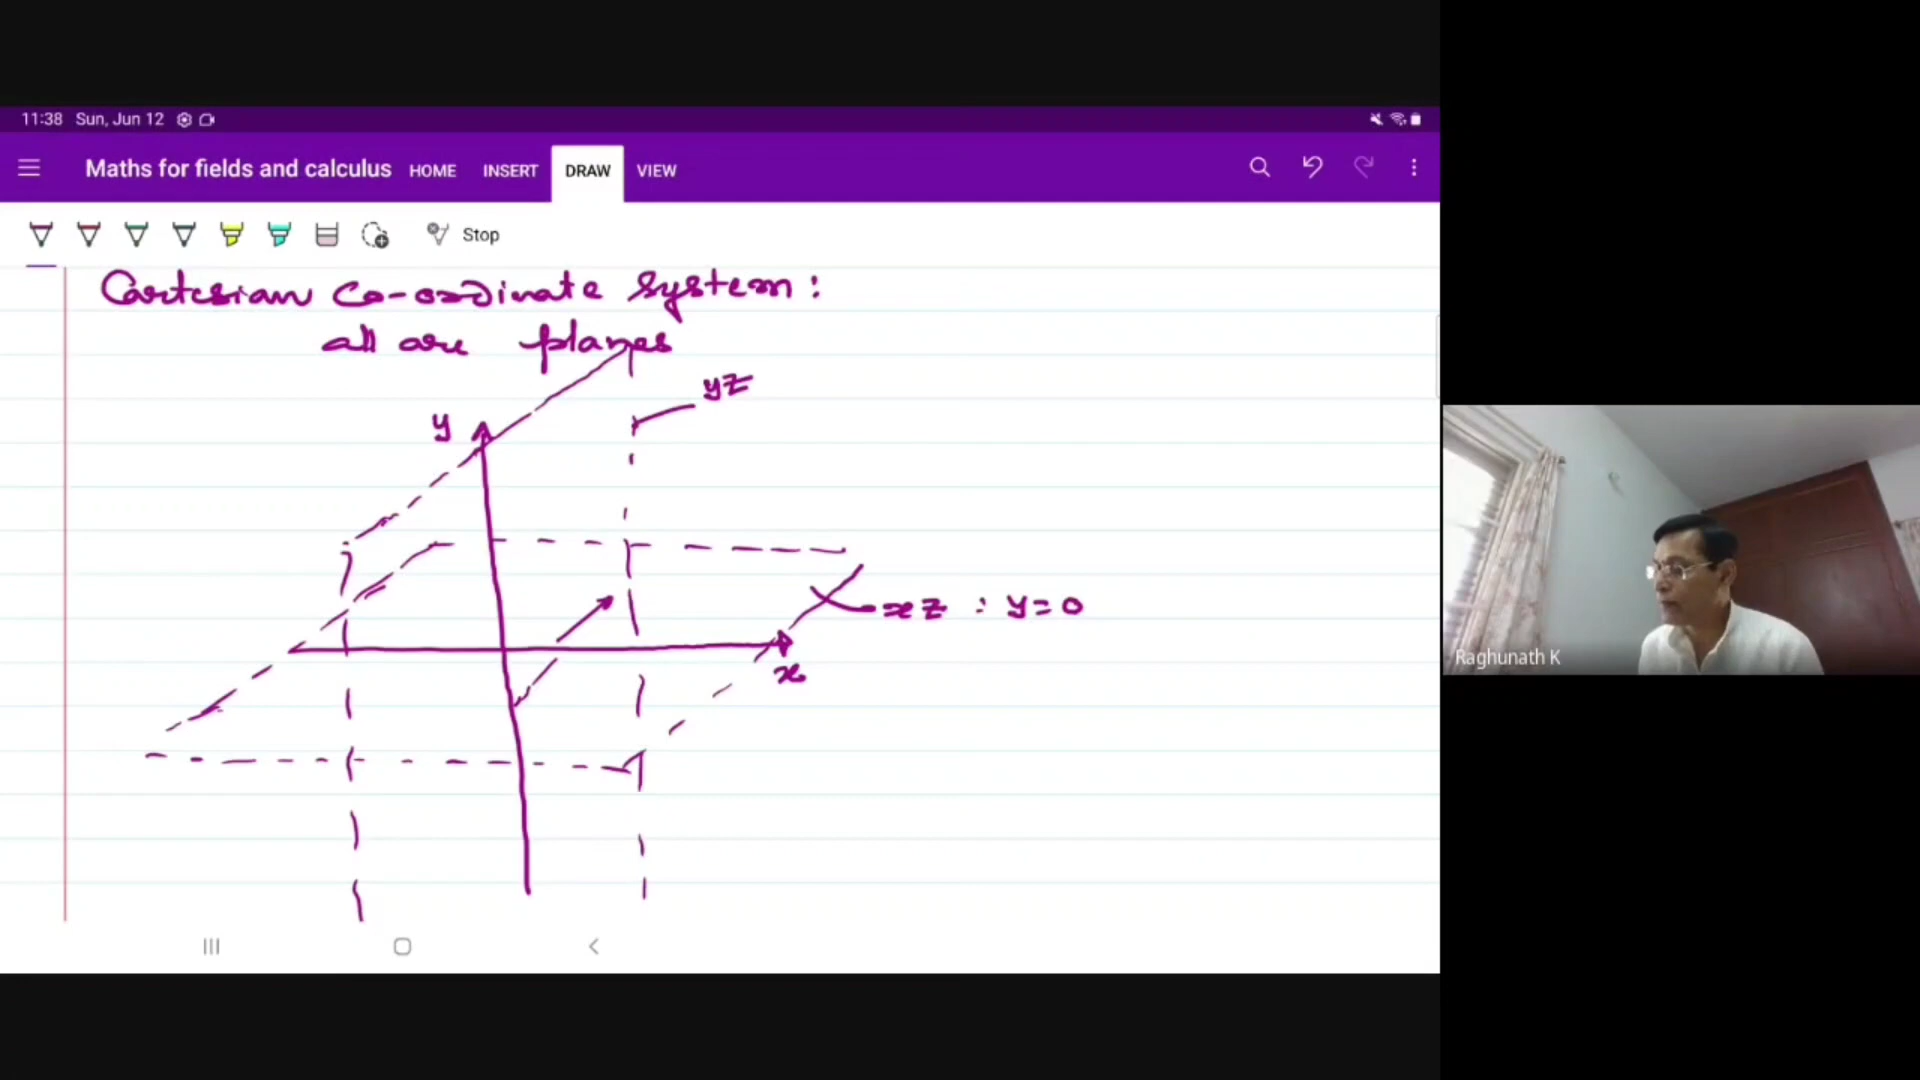 11:38 Sun, Jun 12
Maths for fields and calculus HOME INSERT DRAW VIEW
Stop
Cartesian Co-ordinate System :
all are planes
yz
y
xz : y=0
x
Raghunath K